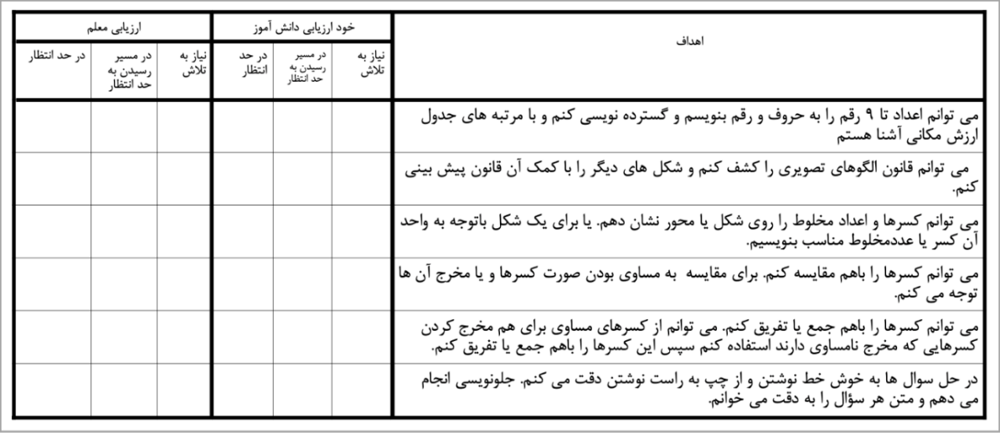 اهداف
خود ارزیابی دانش آموز
ارزیابی معلم
نیاز به
تلاش
در مسیر
رسیدن به
حد انتظار
در حد
انتظار
نیاز به
تلاش
در مسیر
رسیدن به
حد انتظار
در حد انتظار
می توانم اعداد تا ۹ رقم را به حروف و رقم بنویسم و گسترده نویسی کنم و با مرتبه های جدول
ارزش مکانی آشنا هستم
می توانم قانون الگوهای تصویری را کشف کنم و شکل های دیگر را با کمک آن قانون پیش بینی
کنم.
می توانم کسرها و اعداد مخلوط را روی شکل یا محور نشان دهم. یا برای یک شکل باتوجه به واحد
آن کسر یا عددمخلوط مناسب بنویسیم.
می توانم کسرها را باهم مقایسه کنم. برای مقایسه به مساوی بودن صورت کسرها و یا مخرج آن ها
توجه می کنم.
می توانم کسرها را باهم جمع یا تفریق کنم. می توانم از کسرهای مساوی برای هم مخرج کردن
کسرهایی که مخرج نامساوی دارند استفاده کنم سپس این کسرها را باهم جمع یا تفریق کنم.
در حل سوال ها به خوش خط نوشتن و از چپ به راست نوشتن دقت می کنم. جلونویسی انجام
می دهم و متن هر سؤال را به دقت می خوانم.